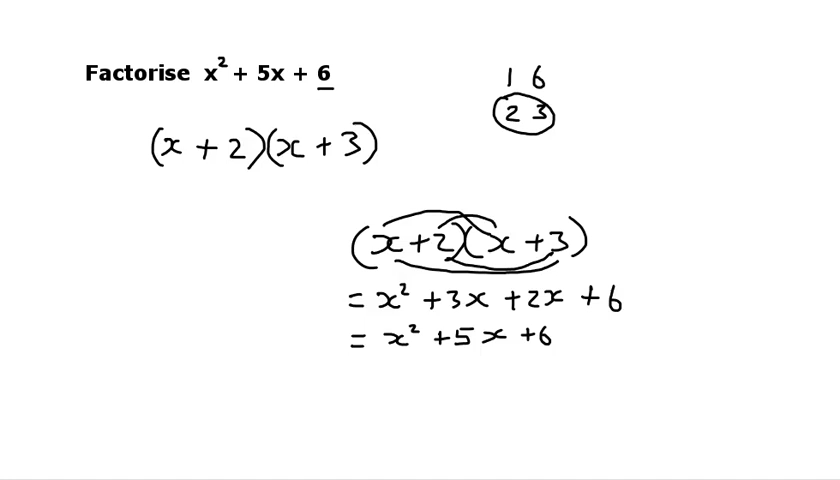 Factorise x² + 5x + 6
1 6
2 3
(x + 2)(x + 3)
(x+2)(x+3)
= x² + 3x + 2x + 6
= x² + 5x + 6